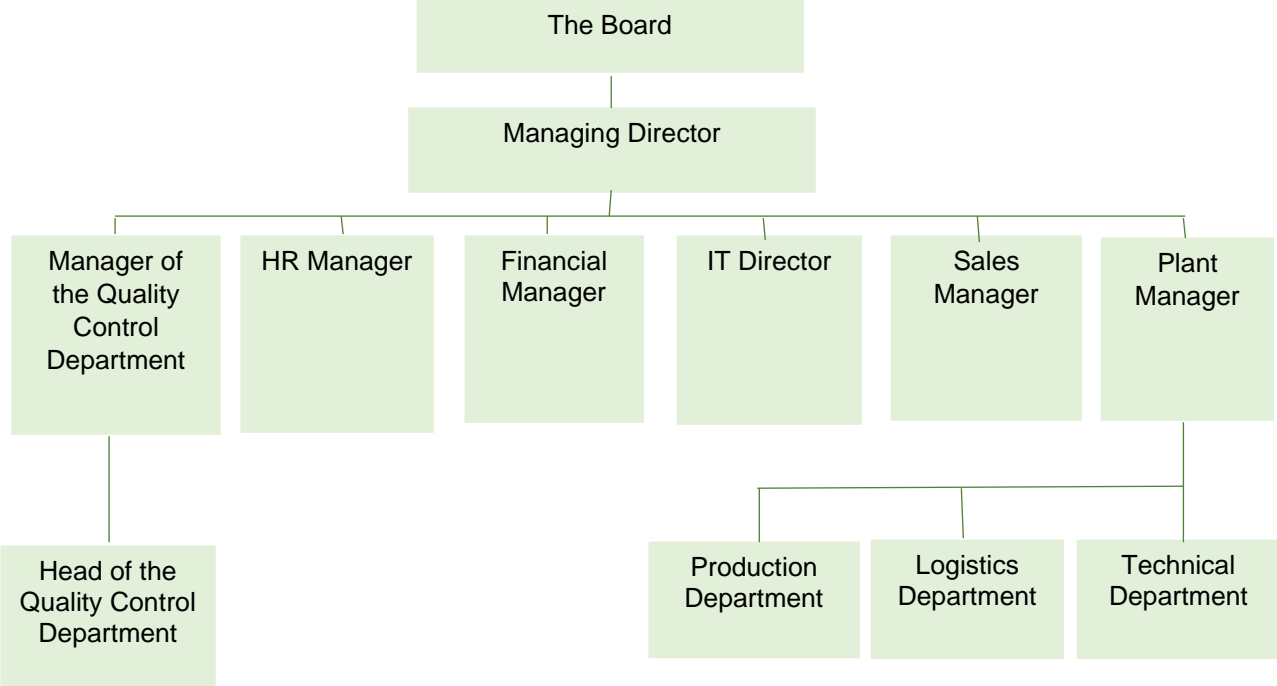 The Board
Managing Director
Manager of
the Quality
Control
Department
HR Manager
Financial
Manager
IT Director
Sales
Manager
Plant
Manager
Head of the
Quality Control
Department
Production
Department
Logistics
Department
Technical
Department